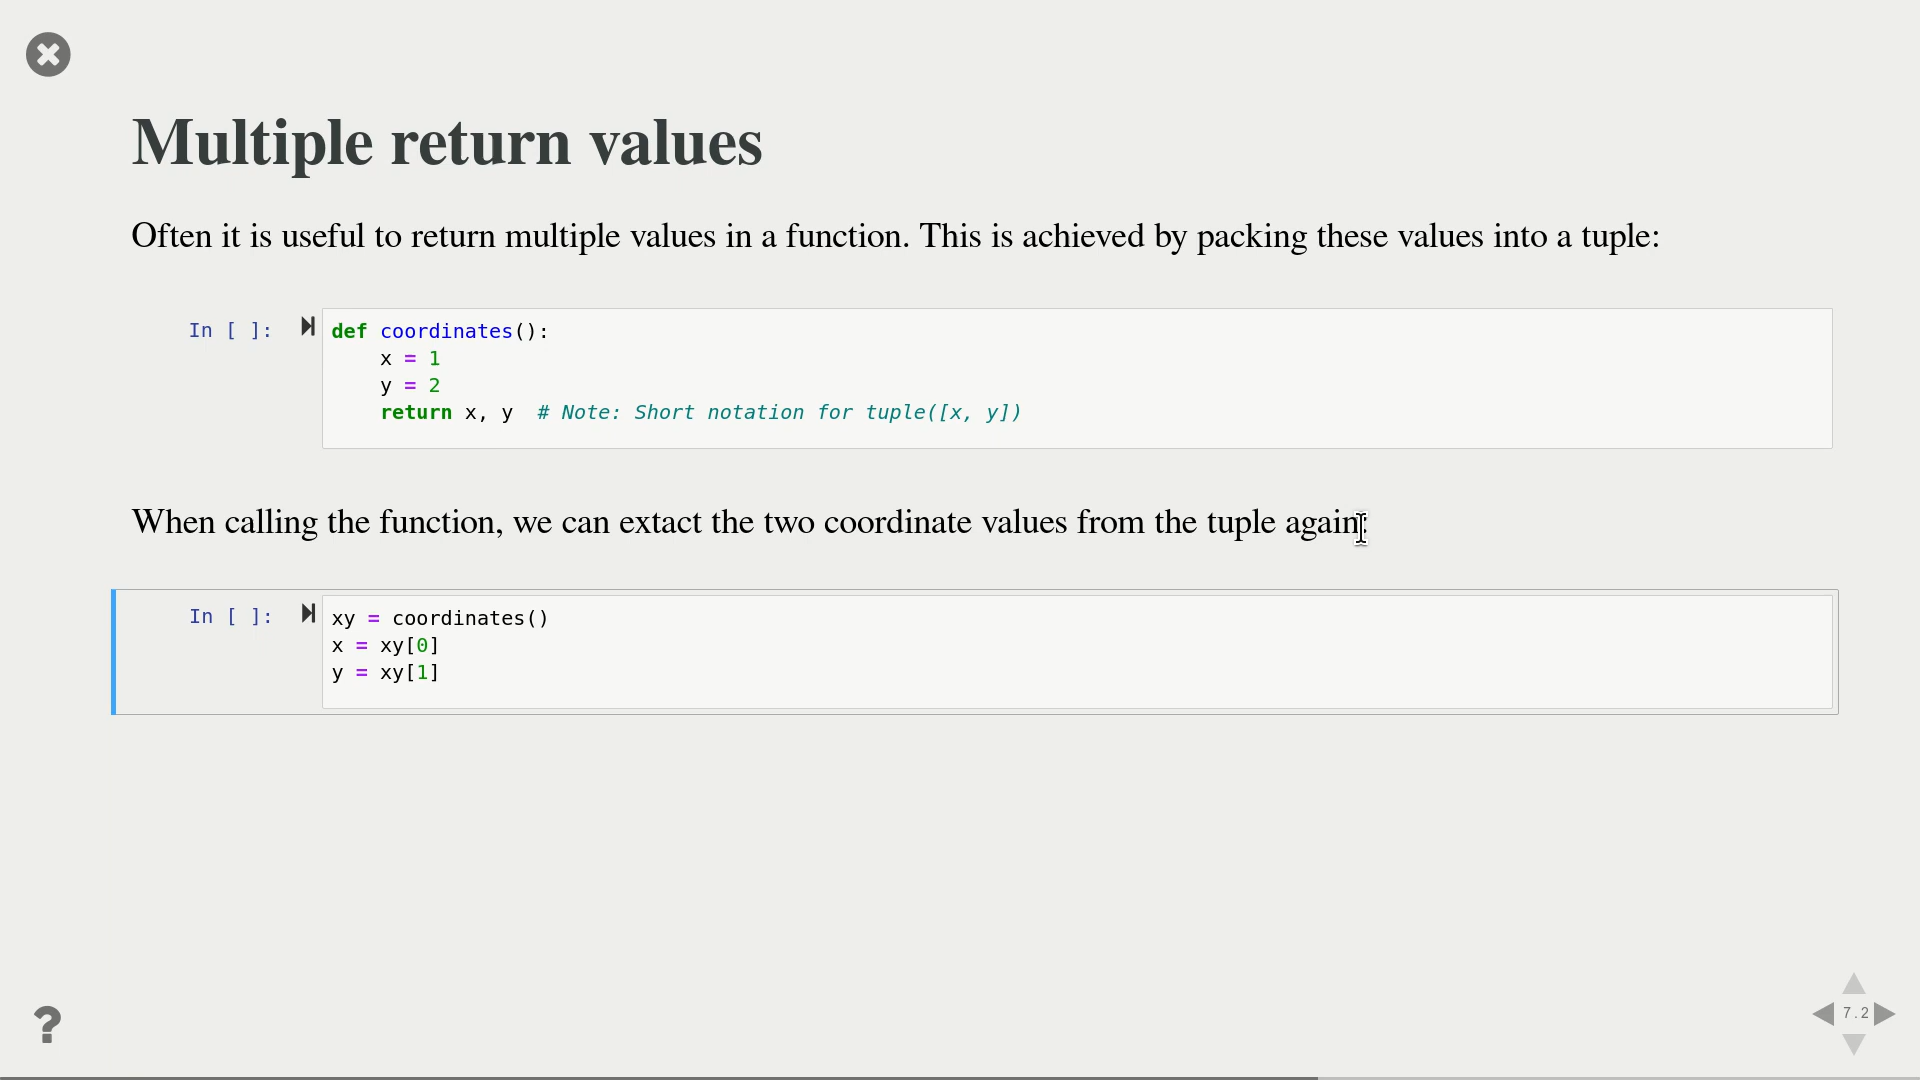 Multiple return values
Often it is useful to return multiple values in a function. This is achieved by packing these values into a tuple:
In [ ]:
def coordinates():
    x = 1
    y = 2
    return x, y  # Note: Short notation for tuple([x, y])
When calling the function, we can extact the two coordinate values from the tuple again:
In [ ]:
xy = coordinates()
x = xy[0]
y = xy[1]
?
7.2